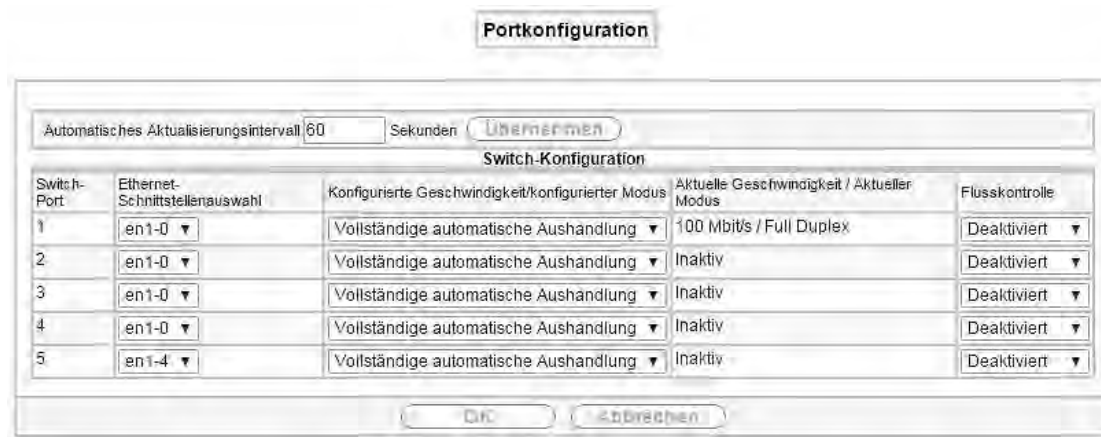 Portkonfiguration
Automatisches Aktualisierungsintervall 60 Sekunden Übernehmen
Switch-Konfiguration
Switch-Port Ethernet-Schnittstellenauswahl Konfigurierte Geschwindigkeit/konfigurierter Modus Aktuelle Geschwindigkeit / Aktueller Modus Flusskontrolle
1 en1-0 Vollständige automatische Aushandlung 100 Mbit/s / Full Duplex Deaktiviert
2 en1-0 Vollständige automatische Aushandlung Inaktiv Deaktiviert
3 en1-0 Vollständige automatische Aushandlung Inaktiv Deaktiviert
4 en1-0 Vollständige automatische Aushandlung Inaktiv Deaktiviert
5 en1-4 Vollständige automatische Aushandlung Inaktiv Deaktiviert
OK Abbrechen